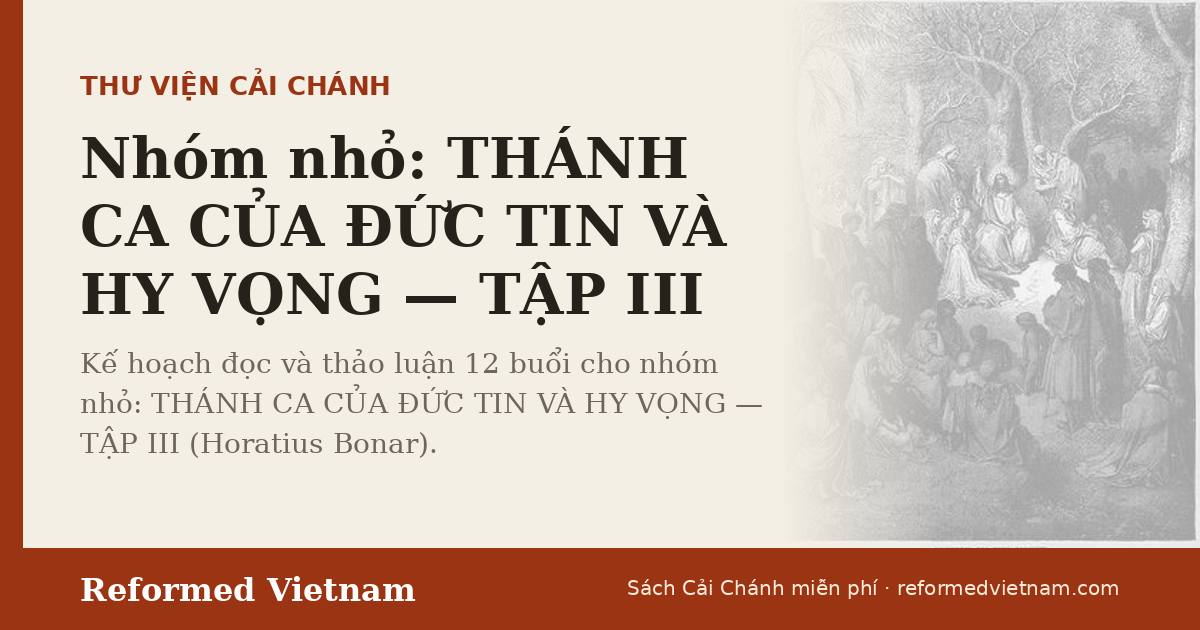 THƯ VIỆN CẢI CHÁNH
Nhóm nhỏ: THÁNH
CA CỦA ĐỨC TIN VÀ
HY VỌNG — TẬP III
Kế hoạch đọc và thảo luận 12 buổi cho nhóm
nhỏ: THÁNH CA CỦA ĐỨC TIN VÀ HY VỌNG —
TẬP III (Horatius Bonar).
Reformed Vietnam
Sách Cải Chánh miễn phí · reformedvietnam.com